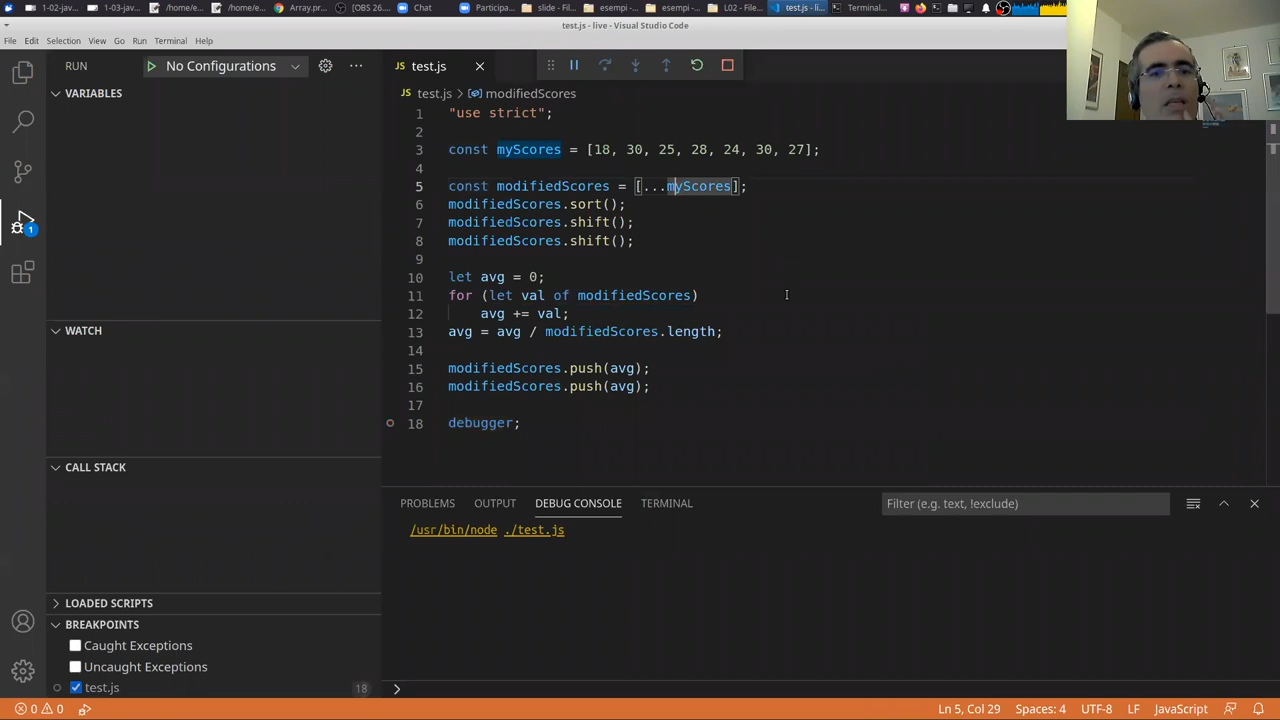 1-02-jav...
1-03-jav...
/home/e...
/home/e...
Array.pro...
[OBS 26....
Chat
Participa...
slide - Fil...
esempi - ...
esempi - ...
L02 - File...
test.js - li...
Terminal...
test.js - live - Visual Studio Code
File Edit Selection View Go Run Terminal Help
RUN No Configurations
test.js
VARIABLES
test.js > modifiedScores
1 "use strict";
2
3 const myScores = [18, 30, 25, 28, 24, 30, 27];
4
5 const modifiedScores = [...myScores];
6 modifiedScores.sort();
7 modifiedScores.shift();
8 modifiedScores.shift();
9
10 let avg = 0;
11 for (let val of modifiedScores)
12 avg += val;
13 avg = avg / modifiedScores.length;
14
15 modifiedScores.push(avg);
16 modifiedScores.push(avg);
17
18 debugger;
WATCH
CALL STACK
LOADED SCRIPTS
BREAKPOINTS
Caught Exceptions
Uncaught Exceptions
test.js 18
1
PROBLEMS OUTPUT DEBUG CONSOLE TERMINAL
Filter (e.g. text, !exclude)
/usr/bin/node ./test.js
0 0
Ln 5, Col 29 Spaces: 4 UTF-8 LF JavaScript